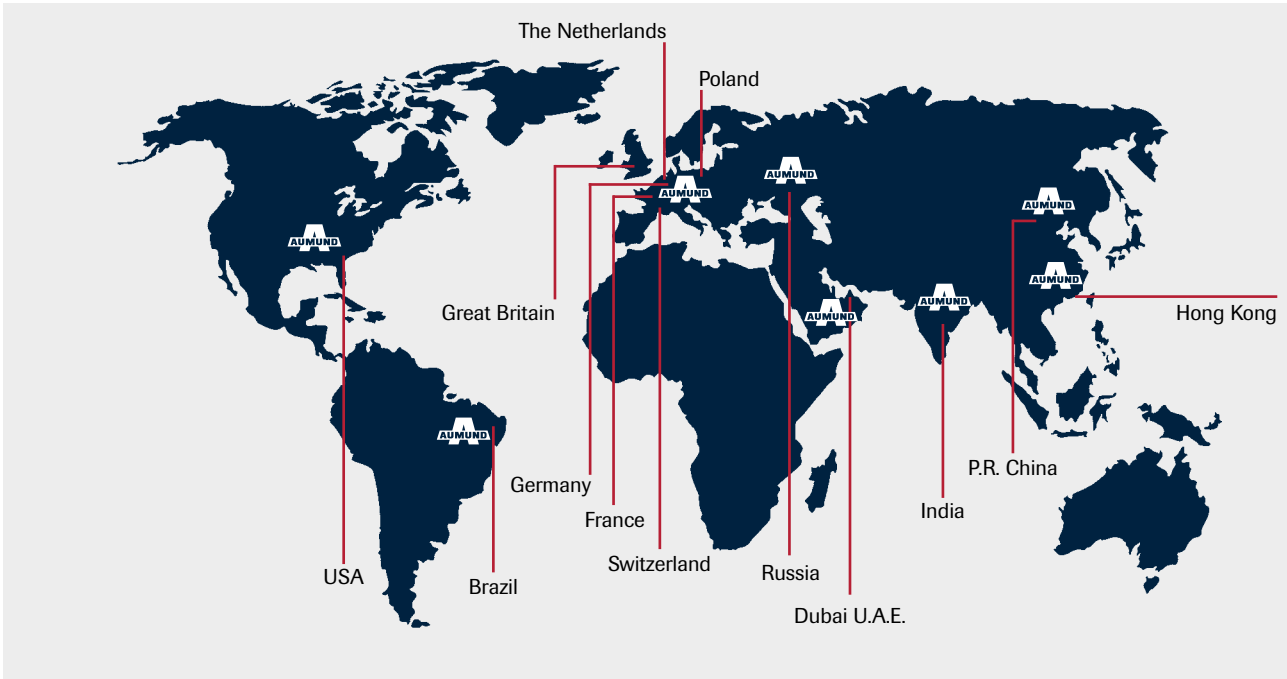 The Netherlands
Poland
A
AUMUND
A
AUMUND
A
AUMUND
A
AUMUND
A
AUMUND
A
AUMUND
A
AUMUND
Great Britain
Hong Kong
A
AUMUND
P.R. China
Germany
India
France
Switzerland
Russia
USA
Brazil
Dubai U.A.E.